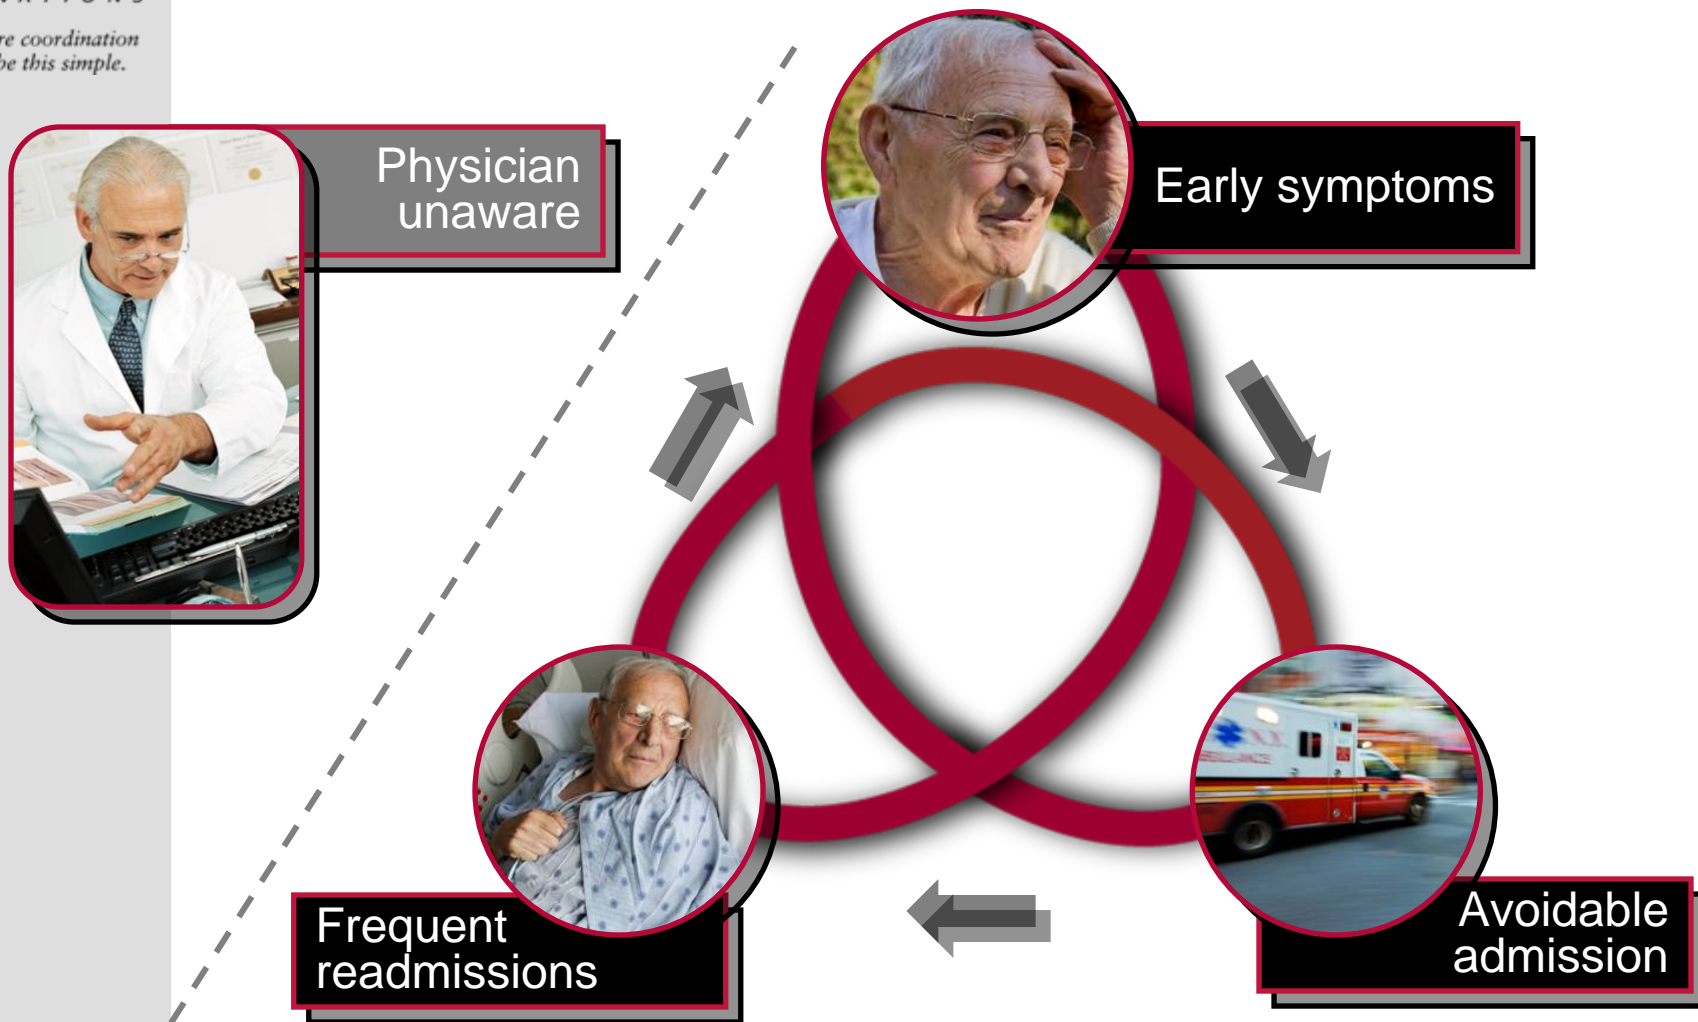 re coordination
be this simple.
Physician
unaware
Early symptoms
Frequent
readmissions
Avoidable
admission